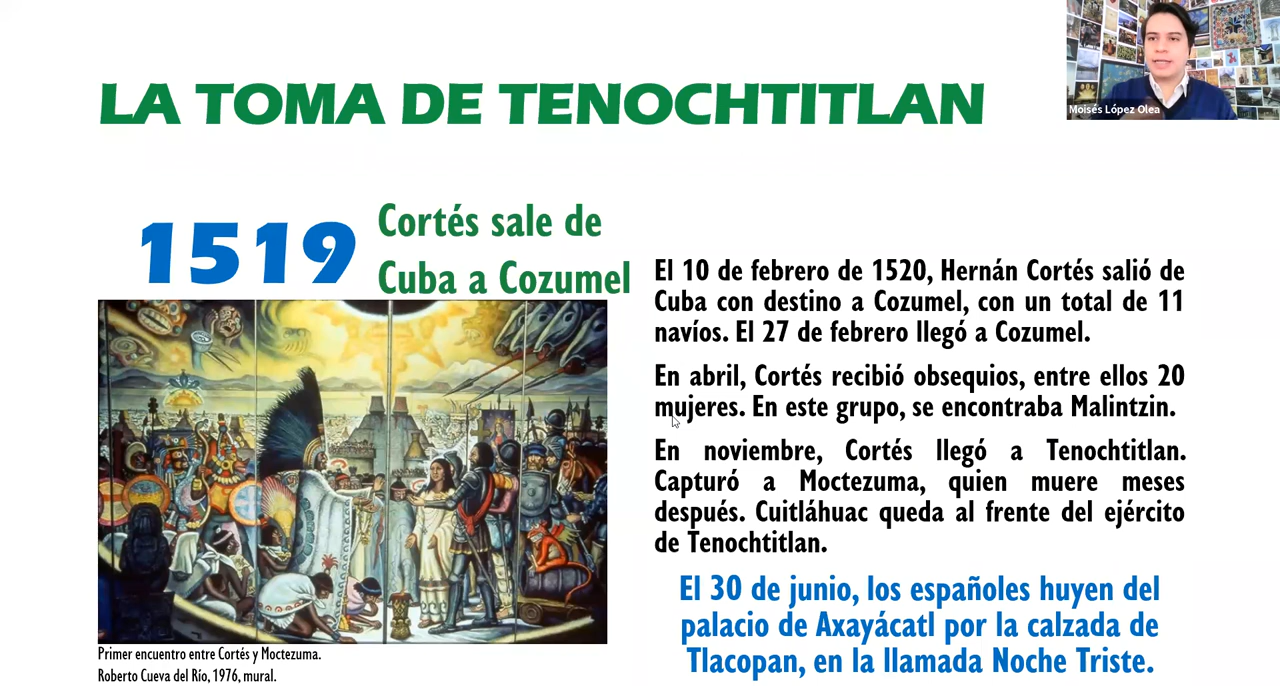 LA TOMA DE TENOCHTITLAN
Moisés López Olea
1519
Cortés sale de
Cuba a Cozumel
El 10 de febrero de 1520, Hernán Cortés salió de
Cuba con destino a Cozumel, con un total de 11
navíos. El 27 de febrero llegó a Cozumel.
En abril, Cortés recibió obsequios, entre ellos 20
mujeres. En este grupo, se encontraba Malintzin.
En noviembre, Cortés llegó a Tenochtitlan.
Capturó a Moctezuma, quien muere meses
después. Cuitláhuac queda al frente del ejército
de Tenochtitlan.
El 30 de junio, los españoles huyen del
palacio de Axayácatl por la calzada de
Tlacopan, en la llamada Noche Triste.
Primer encuentro entre Cortés y Moctezuma.
Roberto Cueva del Río, 1976, mural.